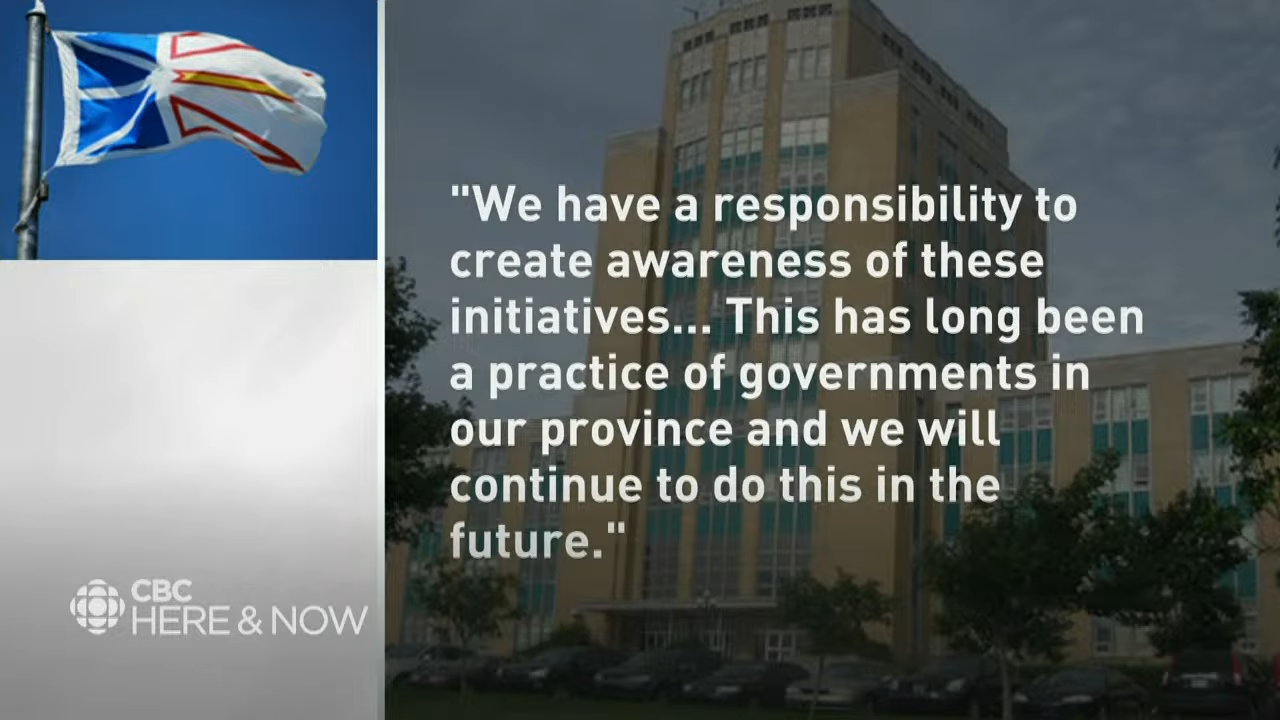 "We have a responsibility to
create awareness of these
initiatives... This has long been
a practice of governments in
our province and we will
continue to do this in the
future."
CBC
HERE & NOW